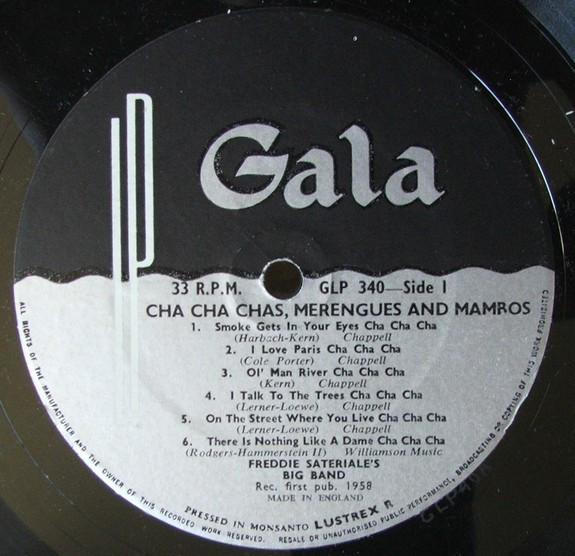 LP
Gala
33 R.P.M. GLP 340—Side 1
CHA CHA CHAS, MERENGUES AND MAMBOS
1. Smoke Gets In Your Eyes Cha Cha Cha
(Harbach-Kern) Chappell
2. I Love Paris Cha Cha Cha
(Cole Porter) Chappell
3. Ol' Man River Cha Cha Cha
(Kern) Chappell
4. I Talk To The Trees Cha Cha Cha
(Lerner-Loewe) Chappell
5. On The Street Where You Live Cha Cha Cha
(Lerner-Loewe) Chappell
6. There Is Nothing Like A Dame Cha Cha Cha
(Rodgers-Hammerstein II) Williamson Music
FREDDIE SATERIALE'S
BIG BAND
Rec. first pub. 1958
MADE IN ENGLAND
PRESSED IN MONSANTO LUSTREX R
ALL RIGHTS OF THE MANUFACTURER AND THE OWNER OF THIS RECORDED WORK RESERVED. RESALE OR UNAUTHORISED PUBLIC PERFORMANCE, BROADCASTING OR COPYING OF THIS WORK PROHIBITED